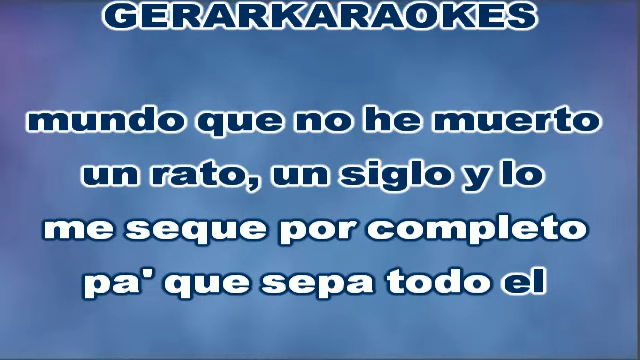 GERARKARAOKES
mundo que no he muerto
un rato, un siglo y lo
me seque por completo
pa' que sepa todo el